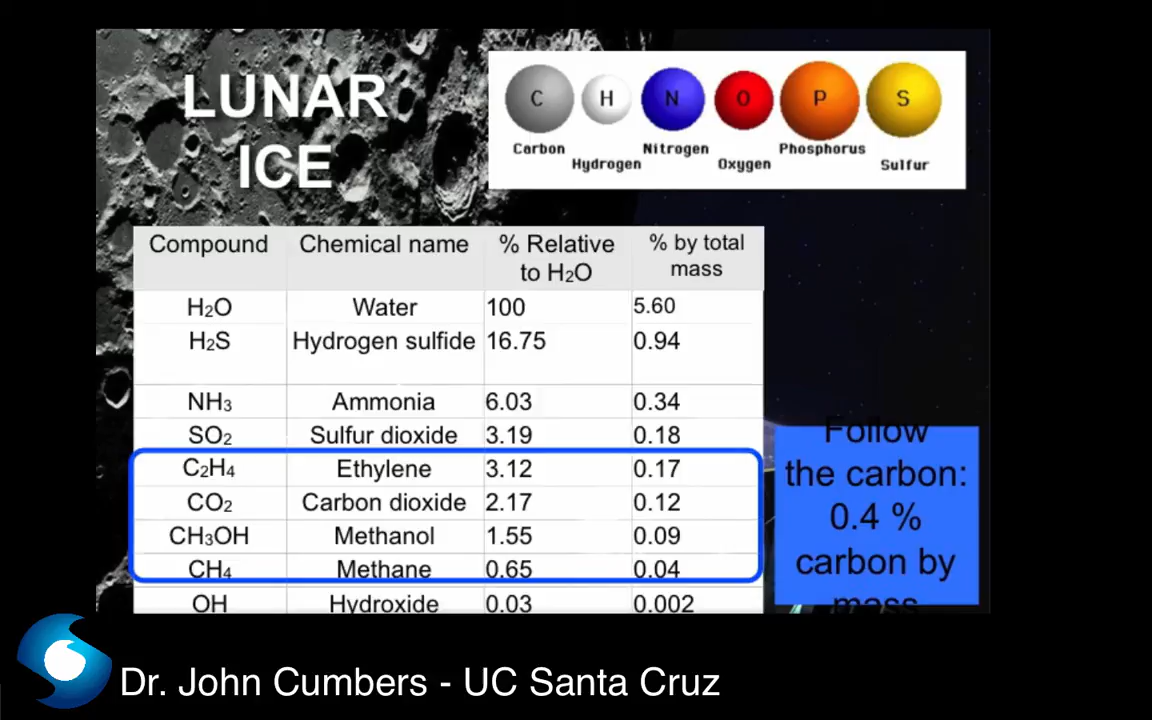 LUNAR
ICE
C H N O P S
Carbon Hydrogen Nitrogen Oxygen Phosphorus Sulfur
Compound Chemical name % Relative to H2O % by total mass
H2O Water 100 5.60
H2S Hydrogen sulfide 16.75 0.94
NH3 Ammonia 6.03 0.34
SO2 Sulfur dioxide 3.19 0.18
C2H4 Ethylene 3.12 0.17
CO2 Carbon dioxide 2.17 0.12
CH3OH Methanol 1.55 0.09
CH4 Methane 0.65 0.04
OH Hydroxide 0.03 0.002
Follow
the carbon:
0.4 %
carbon by
mass
Dr. John Cumbers - UC Santa Cruz